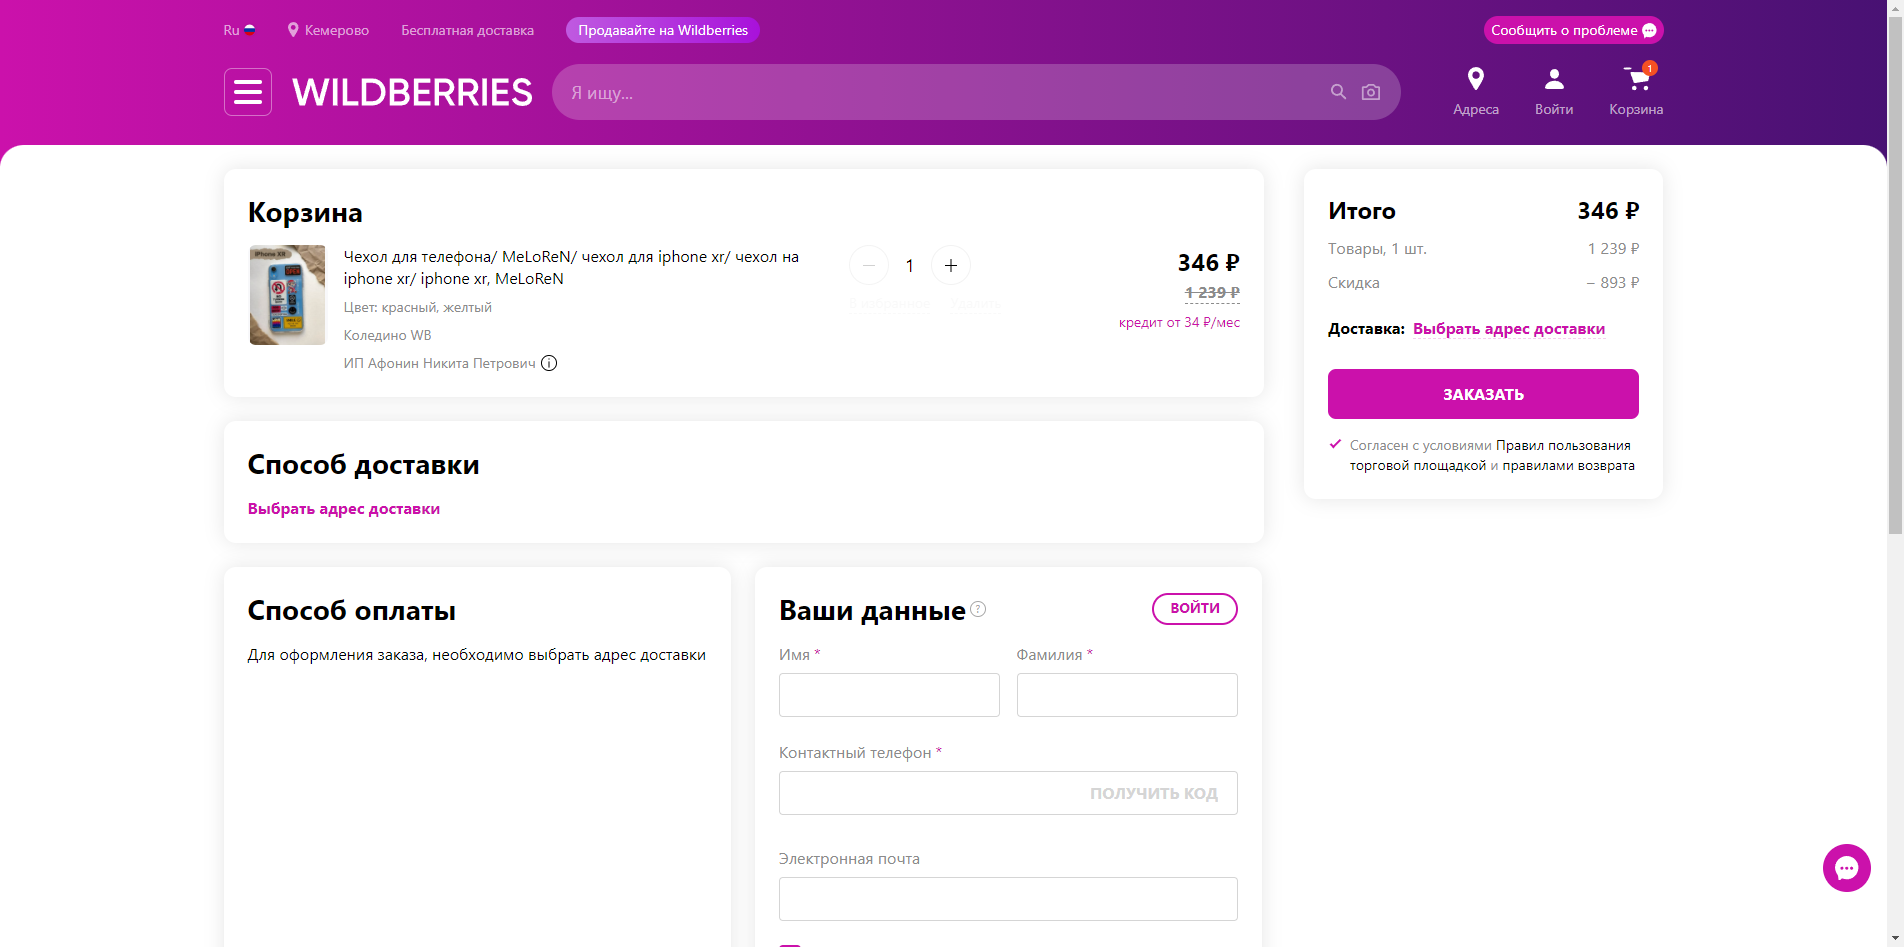 Ru
Кемерово
Бесплатная доставка
Продавайте на Wildberries
Сообщить о проблеме
WILDBERRIES
Я ищу...
Адреса
Войти
1
Корзина
Корзина
iPhone XR
Чехол для телефона/ MeLoReN/ чехол для iphone xr/ чехол на
iphone xr/ iphone xr, MeLoReN
Цвет: красный, желтый
Коледино WB
ИП Афонин Никита Петрович
− 1 +
346 ₽
1 239 ₽
кредит от 34 ₽/мес
Итого 346 ₽
Товары, 1 шт. 1 239 ₽
Скидка − 893 ₽
Доставка: Выбрать адрес доставки
ЗАКАЗАТЬ
Согласен с условиями Правил пользования
торговой площадкой и правилами возврата
Способ доставки
Выбрать адрес доставки
Способ оплаты
Для оформления заказа, необходимо выбрать адрес доставки
Ваши данные ?
ВОЙТИ
Имя *
Фамилия *
Контактный телефон *
ПОЛУЧИТЬ КОД
Электронная почта